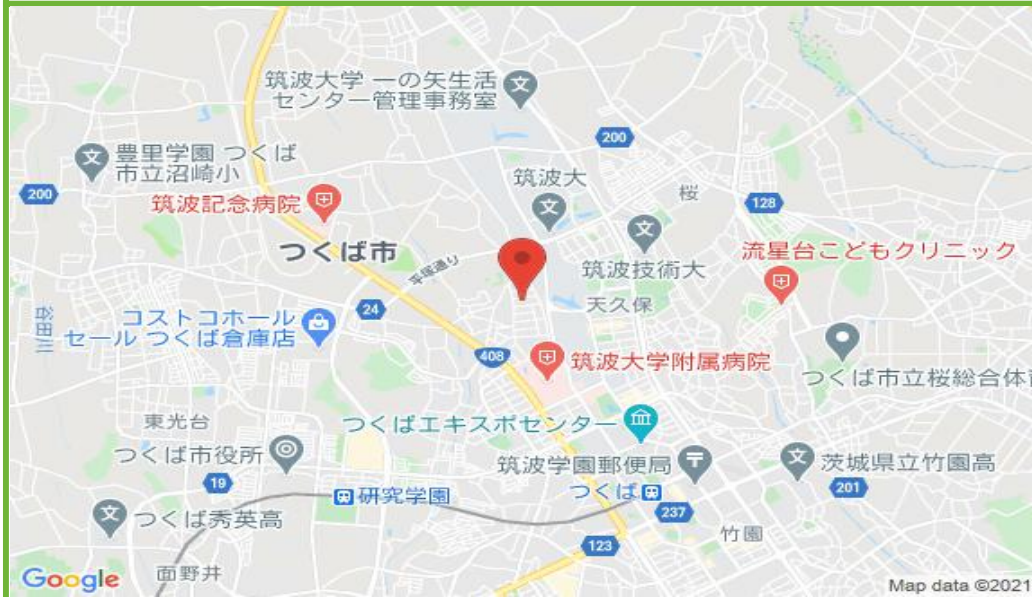 筑波大学 一の矢生活
センター管理事務室
200
豊里学園 つくば
市立沼崎小
筑波大
桜
200
筑波記念病院
128
つくば市
平塚通り
筑波技術大
流星台こどもクリニック
天久保
谷田川
24
コストコホール
セール つくば倉庫店
408
筑波大学附属病院
つくば市立桜総合体育
東光台
つくばエキスポセンター
つくば市役所
筑波学園郵便局
茨城県立竹園高
19
研究学園
つくば
201
つくば秀英高
237
竹園
123
Google
面野井
Map data ©2021